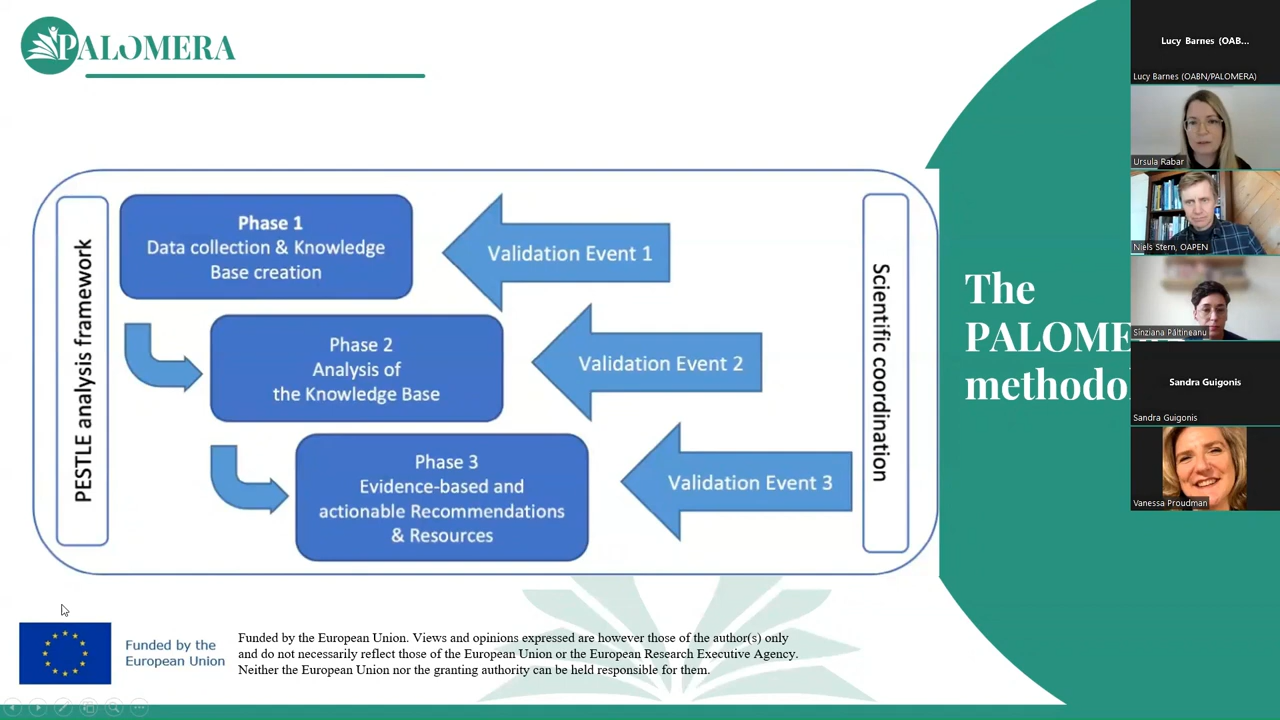 PALOMERA
PESTLE analysis framework
Phase 1
Data collection & Knowledge
Base creation
Validation Event 1
Phase 2
Analysis of
the Knowledge Base
Validation Event 2
Phase 3
Evidence-based and
actionable Recommendations
& Resources
Validation Event 3
Scientific coordination
The
PALOME
methodo
Funded by the
European Union
Funded by the European Union. Views and opinions expressed are however those of the author(s) only
and do not necessarily reflect those of the European Union or the European Research Executive Agency.
Neither the European Union nor the granting authority can be held responsible for them.
Lucy Barnes (OAB...
Lucy Barnes (OABN/PALOMERA)
Ursula Rabar
Niels Stern, OAPEN
Sînziana Păltineanu
Sandra Guigonis
Sandra Guigonis
Vanessa Proudman